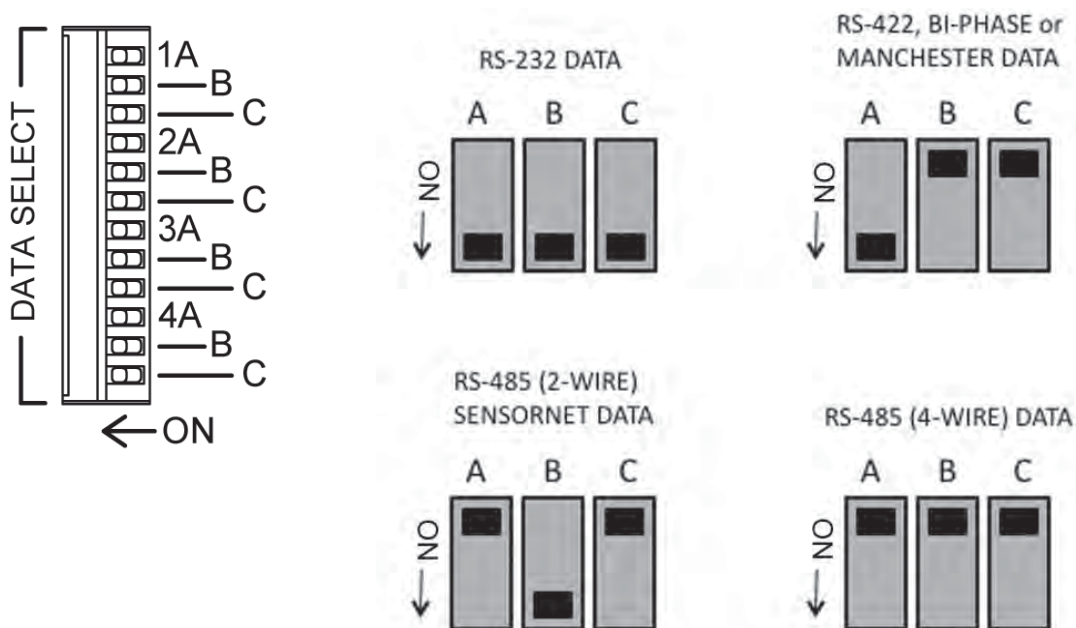 DATA SELECT
1A
B
C
2A
B
C
3A
B
C
4A
B
C
← ON
RS-232 DATA
A B C
← ON
RS-422, BI-PHASE or
MANCHESTER DATA
A B C
← ON
RS-485 (2-WIRE)
SENSORNET DATA
A B C
← ON
RS-485 (4-WIRE) DATA
A B C
← ON